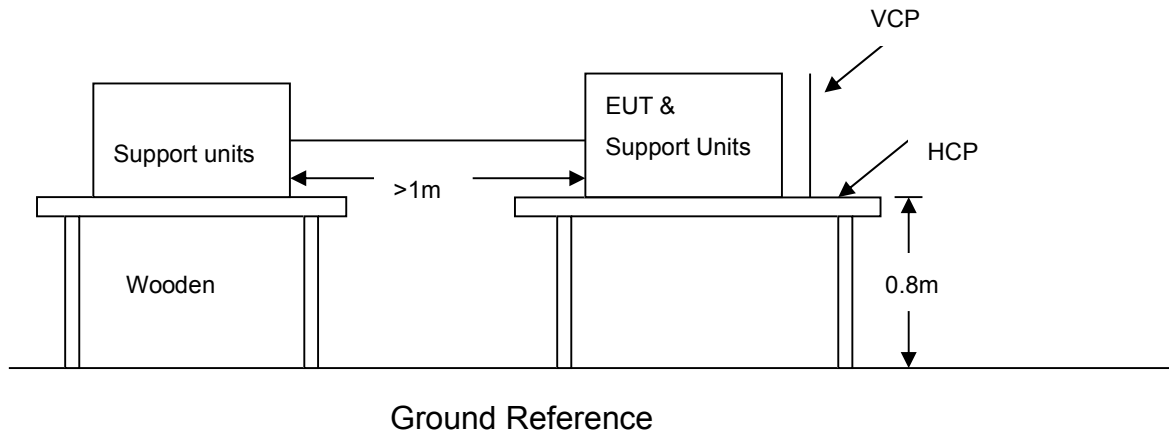 VCP
EUT &
Support Units
Support units
HCP
>1m
Wooden
0.8m
Ground Reference